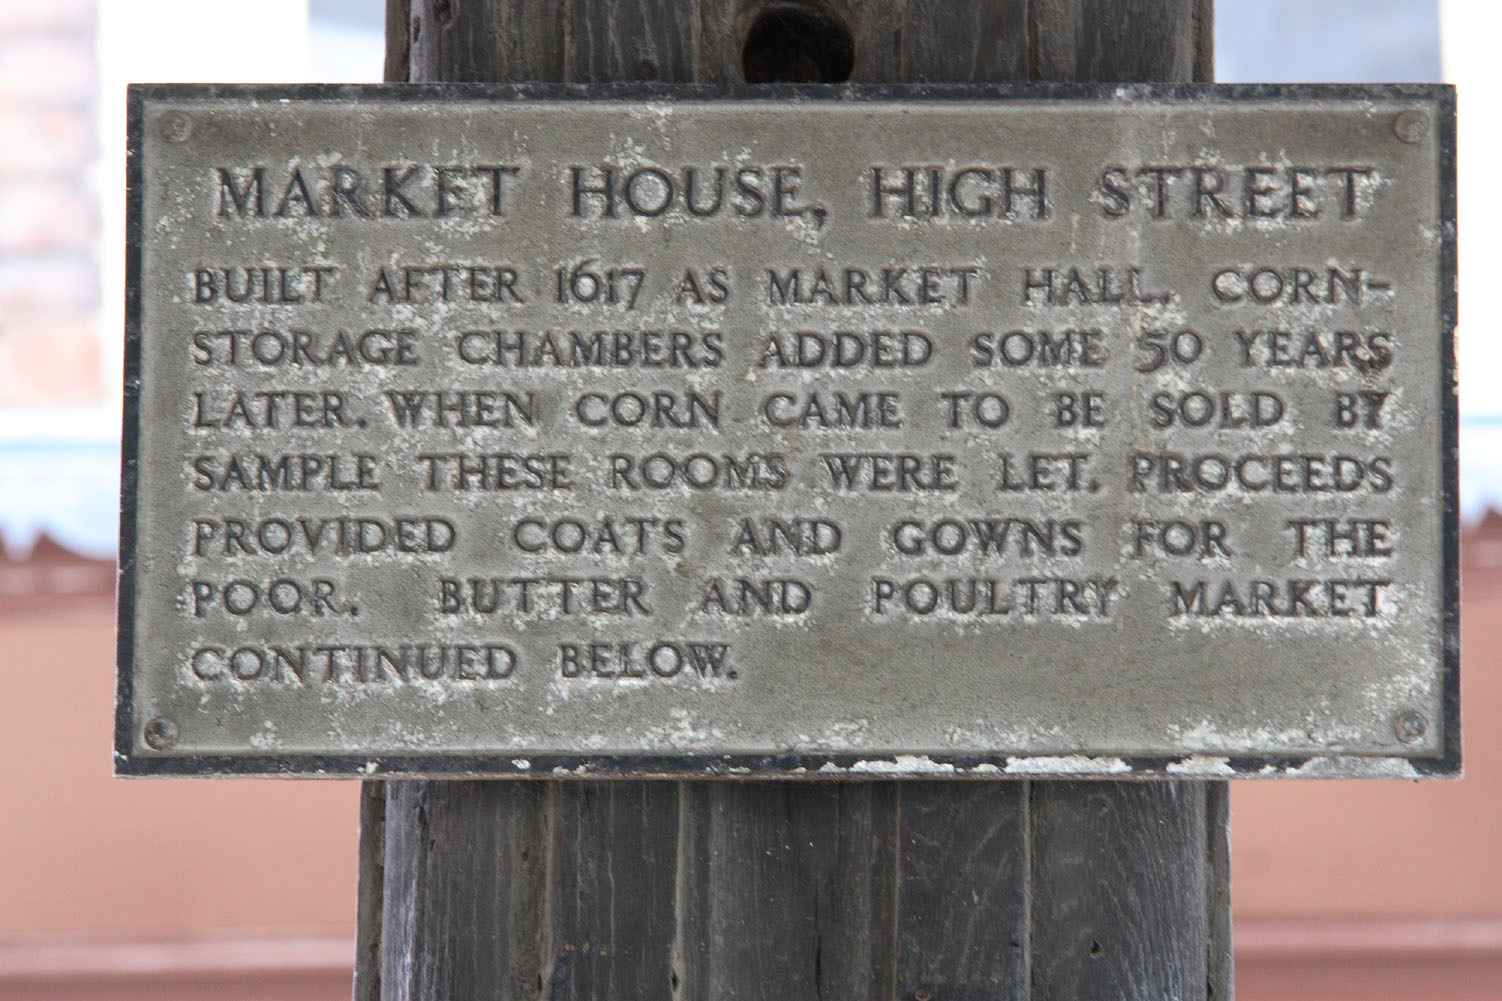 MARKET HOUSE, HIGH STREET
BUILT AFTER 1617 AS MARKET HALL. CORN-
STORAGE CHAMBERS ADDED SOME 50 YEARS
LATER. WHEN CORN CAME TO BE SOLD BY
SAMPLE THESE ROOMS WERE LET. PROCEEDS
PROVIDED COATS AND GOWNS FOR THE
POOR. BUTTER AND POULTRY MARKET
CONTINUED BELOW.